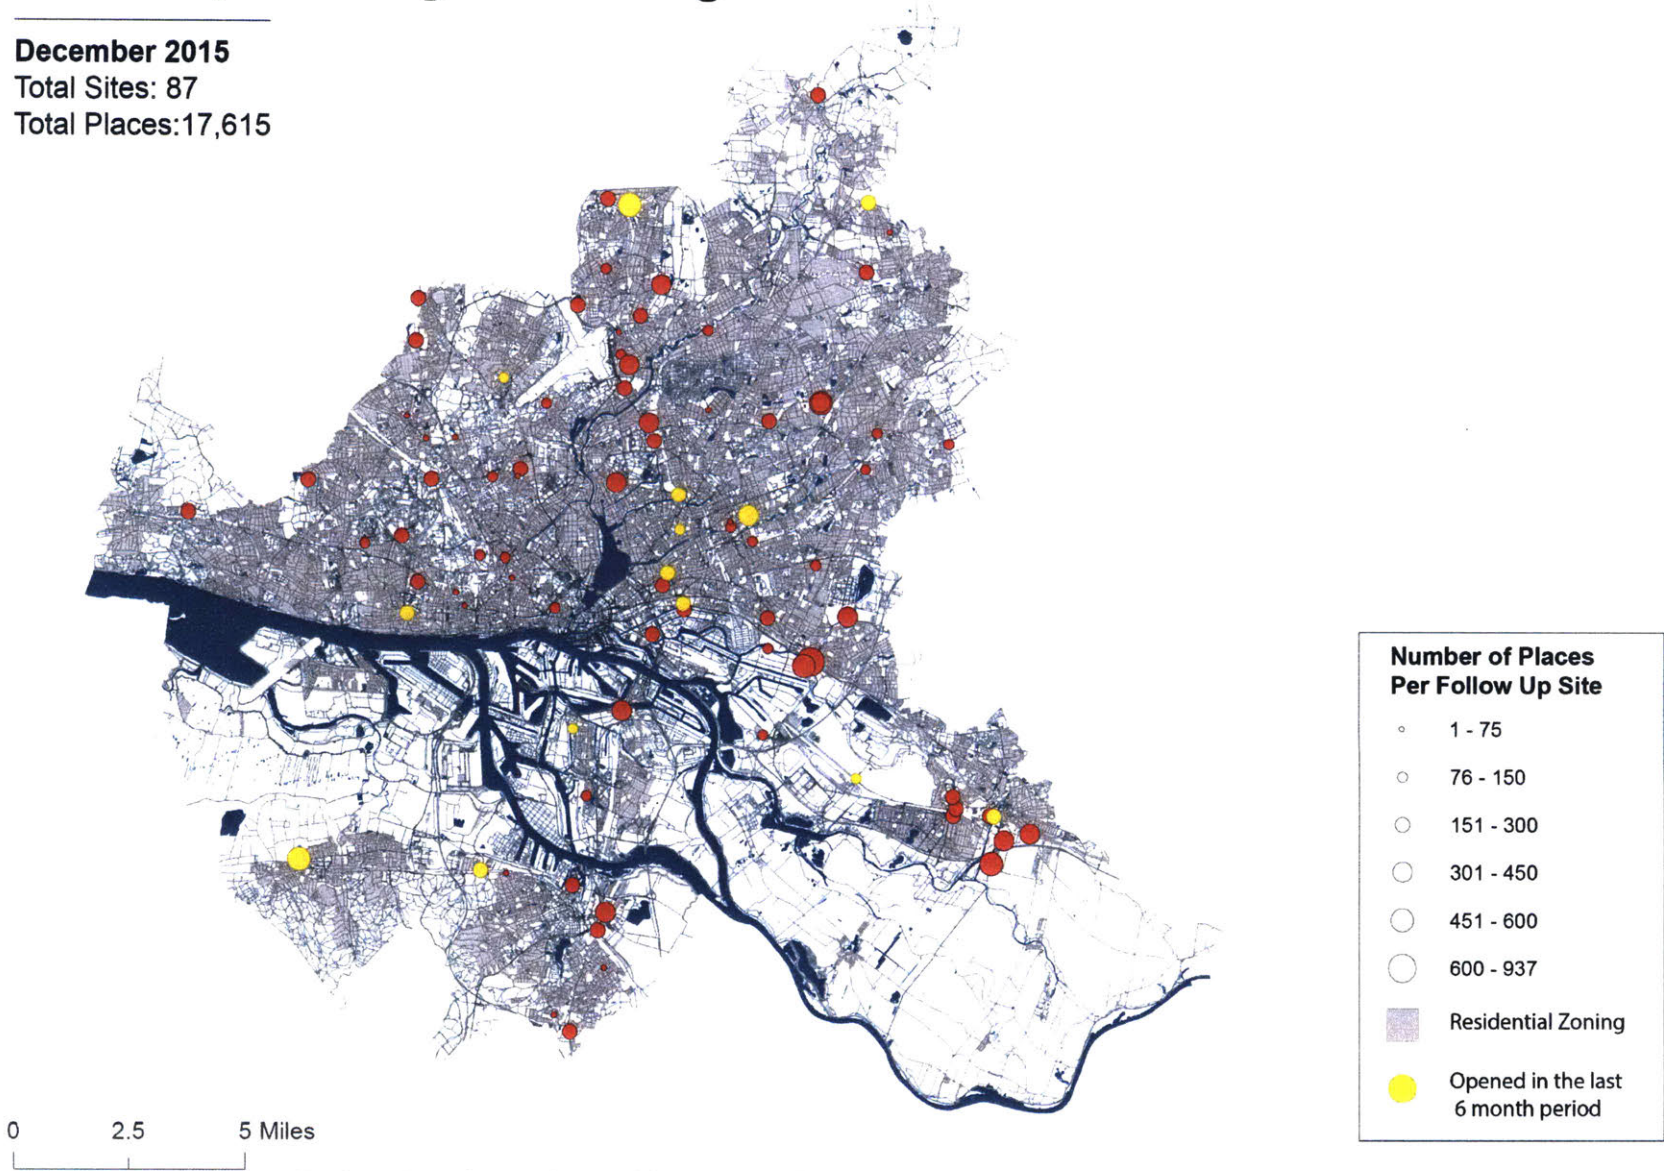 December 2015
Total Sites: 87
Total Places:17,615
Number of Places
Per Follow Up Site
1 - 75
76 - 150
151 - 300
301 - 450
451 - 600
600 - 937
Residential Zoning
Opened in the last
6 month period
0 2.5 5 Miles